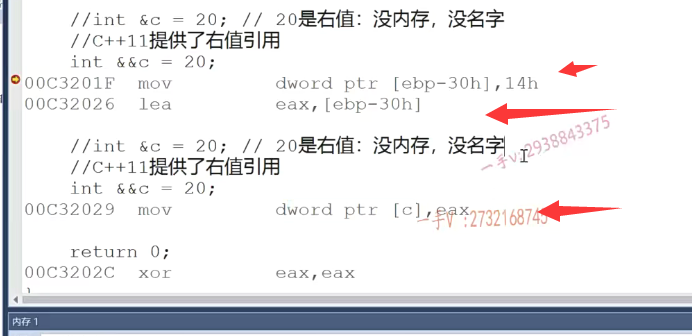 //int &c = 20; // 20是右值：没内存，没名字
//C++11提供了右值引用
int &&c = 20;
00C3201F mov dword ptr [ebp-30h],14h
00C32026 lea eax,[ebp-30h]
//int &c = 20; // 20是右值：没内存，没名字
//C++11提供了右值引用
int &&c = 20;
00C32029 mov dword ptr [c],eax
一手v:2938843375
一手V :2732168743
return 0;
00C3202C xor eax,eax
内存 1